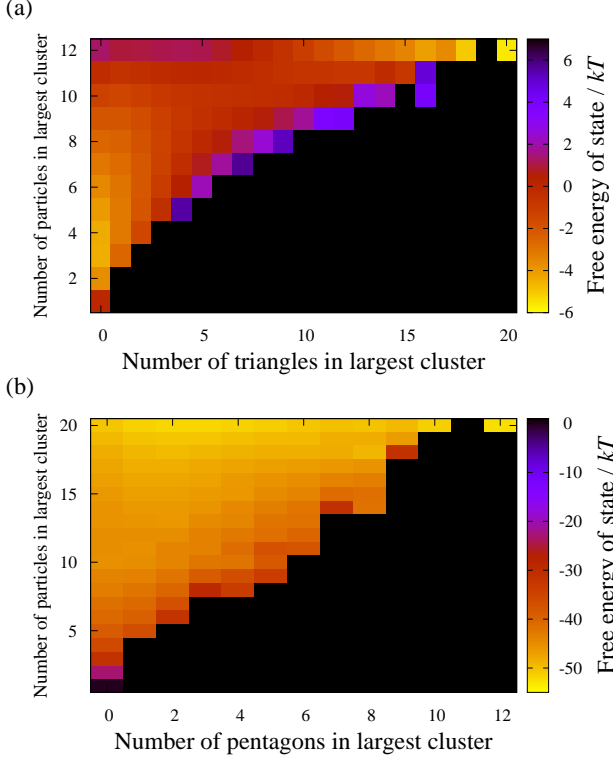 (a)
Number of particles in largest cluster
12
10
8
6
4
2
0 5 10 15 20
Number of triangles in largest cluster
6
4
2
0
-2
-4
-6
Free energy of state / kT
(b)
Number of particles in largest cluster
20
15
10
5
0 2 4 6 8 10 12
Number of pentagons in largest cluster
0
-10
-20
-30
-40
-50
Free energy of state / kT